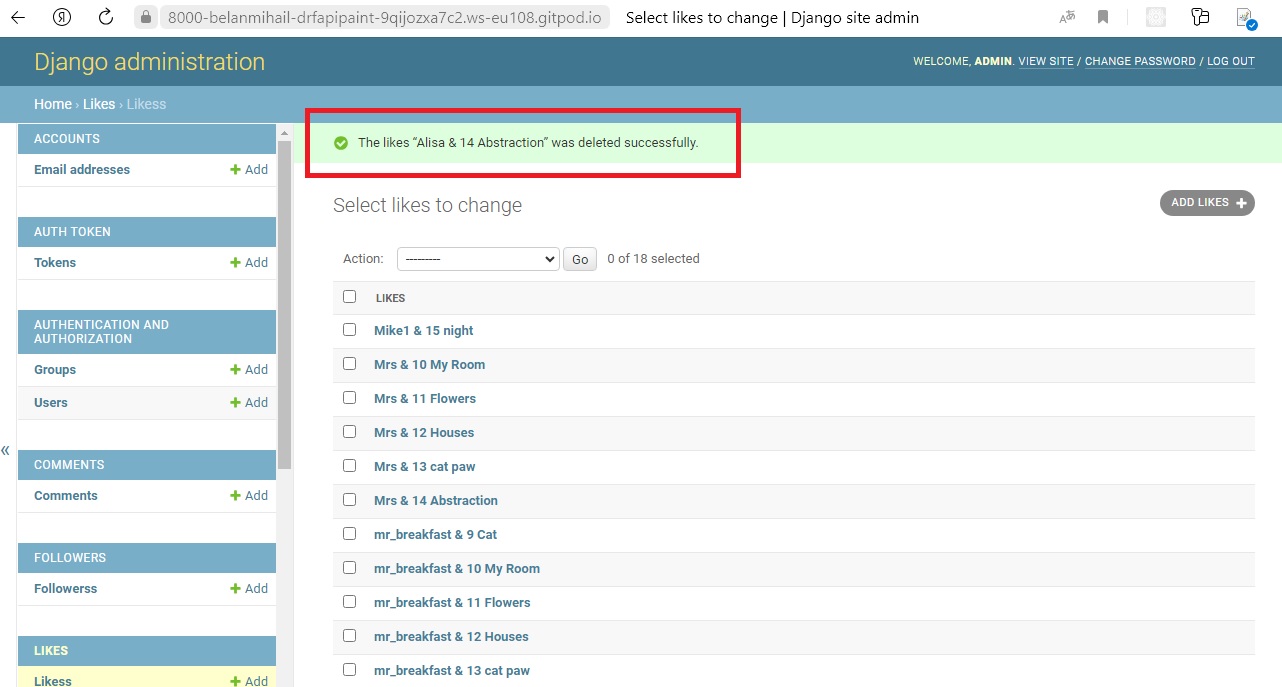 8000-belanmihail-drfapipaint-9qijozxa7c2.ws-eu108.gitpod.io Select likes to change | Django site admin
Django administration
WELCOME, ADMIN. VIEW SITE / CHANGE PASSWORD / LOG OUT
Home › Likes › Likess
ACCOUNTS
Email addresses + Add
AUTH TOKEN
Tokens + Add
AUTHENTICATION AND
AUTHORIZATION
Groups + Add
Users + Add
«
COMMENTS
Comments + Add
FOLLOWERS
Followerss + Add
LIKES
Likess + Add
The likes “Alisa & 14 Abstraction” was deleted successfully.
Select likes to change
ADD LIKES +
Action: --------- Go 0 of 18 selected
LIKES
Mike1 & 15 night
Mrs & 10 My Room
Mrs & 11 Flowers
Mrs & 12 Houses
Mrs & 13 cat paw
Mrs & 14 Abstraction
mr_breakfast & 9 Cat
mr_breakfast & 10 My Room
mr_breakfast & 11 Flowers
mr_breakfast & 12 Houses
mr_breakfast & 13 cat paw